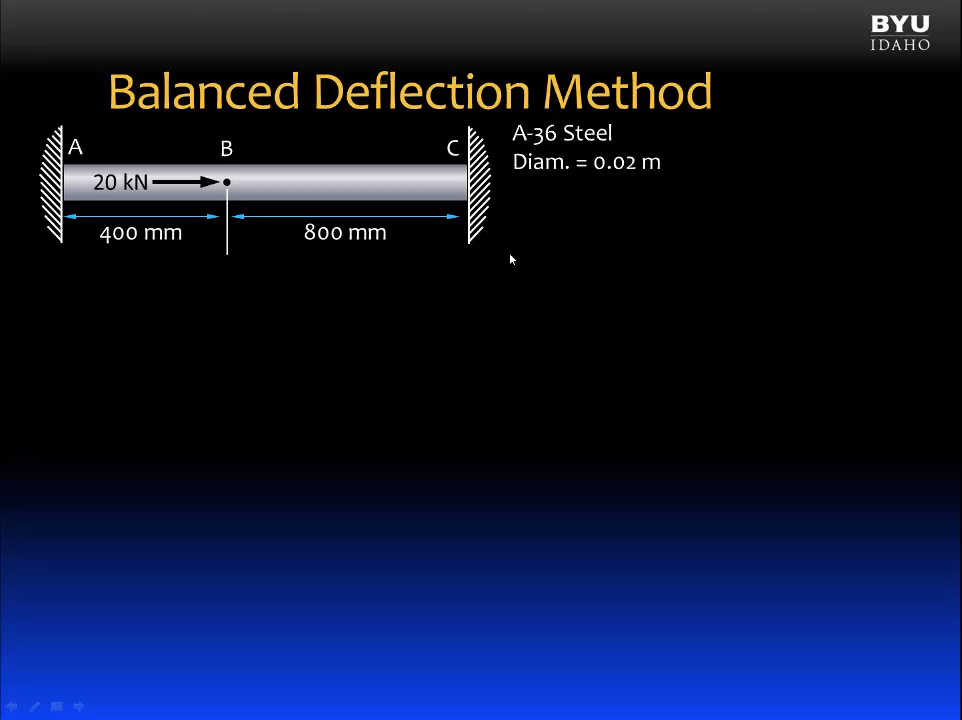 BYU
IDAHO
Balanced Deflection Method
A-36 Steel
Diam. = 0.02 m
A
B
C
20 kN
400 mm
800 mm